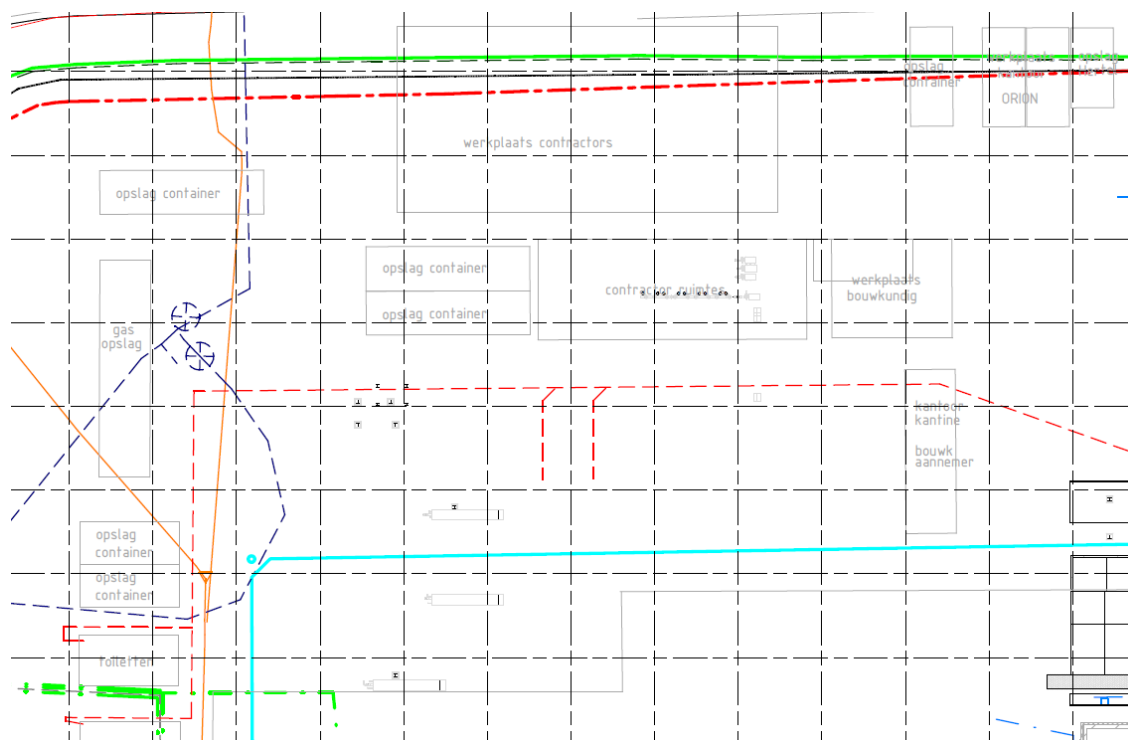 opslag
container
ORION
werkplaats contractors
opslag container
opslag container
contractor ruimtes
werkplaats
bouwkundig
opslag container
gas
opslag
kantoor
kantine
bouwk
aannemer
opslag
container
opslag
container
toiletten